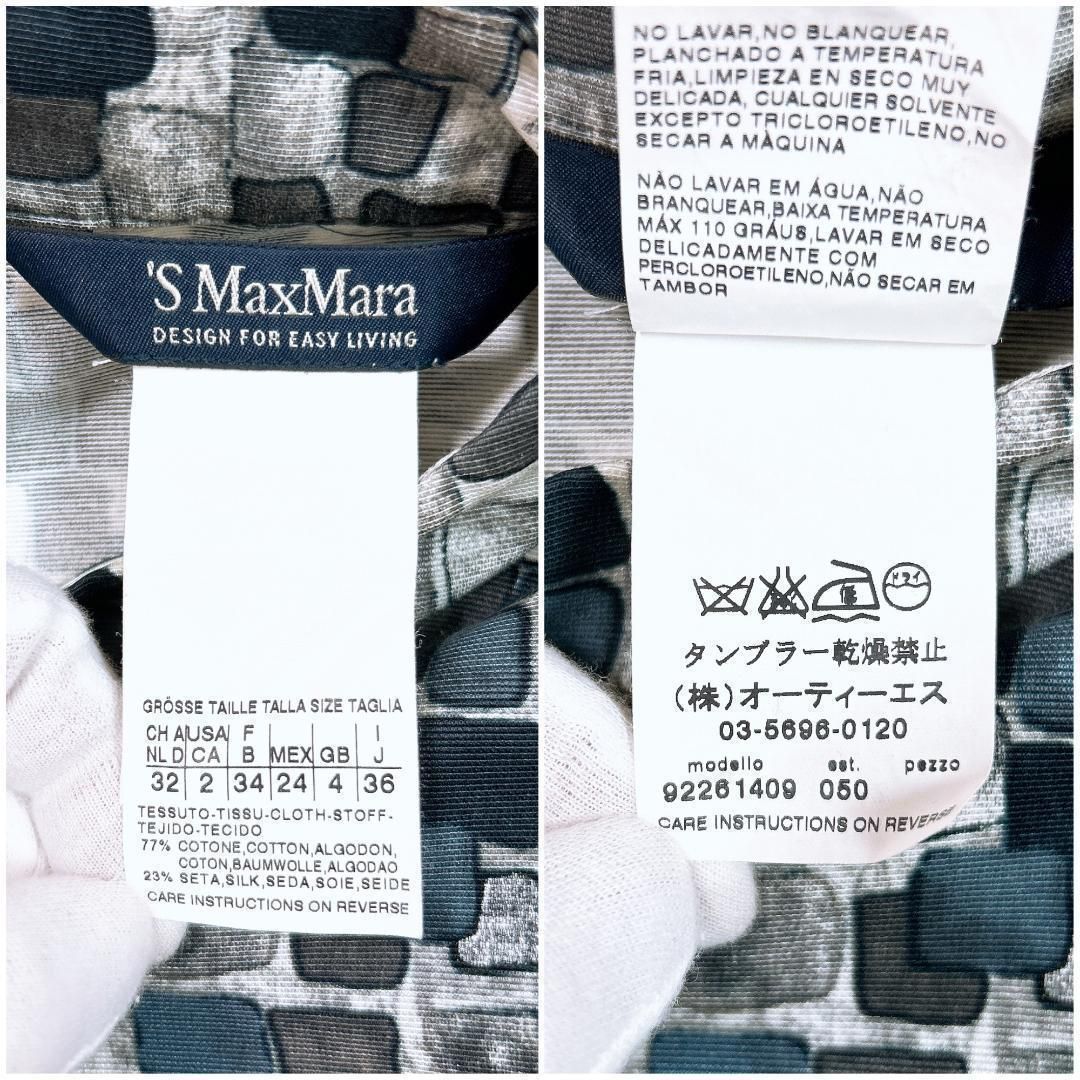 'S MaxMara
DESIGN FOR EASY LIVING
GRÖSSE TAILLE TALLA SIZE TAGLIA
CH A USA F I
NL D CA B MEX GB J
32 2 34 24 4 36
TESSUTO-TISSU-CLOTH-STOFF-
TEJIDO-TECIDO
77% COTONE,COTTON,ALGODON,
COTON,BAUMWOLLE,ALGODAO
23% SETA,SILK,SEDA,SOIE,SEIDE
CARE INSTRUCTIONS ON REVERSE
NO LAVAR,NO BLANQUEAR,
PLANCHADO A TEMPERATURA
FRIA,LIMPIEZA EN SECO MUY
DELICADA, CUALQUIER SOLVENTE
EXCEPTO TRICLOROETILENO,NO
SECAR A MÀQUINA
NÃO LAVAR EM ÁGUA,NÃO
BRANQUEAR,BAIXA TEMPERATURA
MÁX 110 GRÁUS,LAVAR EM SECO
DELICADAMENTE COM
PERCLOROETILENO,NÃO SECAR EM
TAMBOR
低 ドライ
タンブラー乾燥禁止
(株)オーティーエス
03-5696-0120
modello est. pezzo
92261409 050
CARE INSTRUCTIONS ON REVERSE